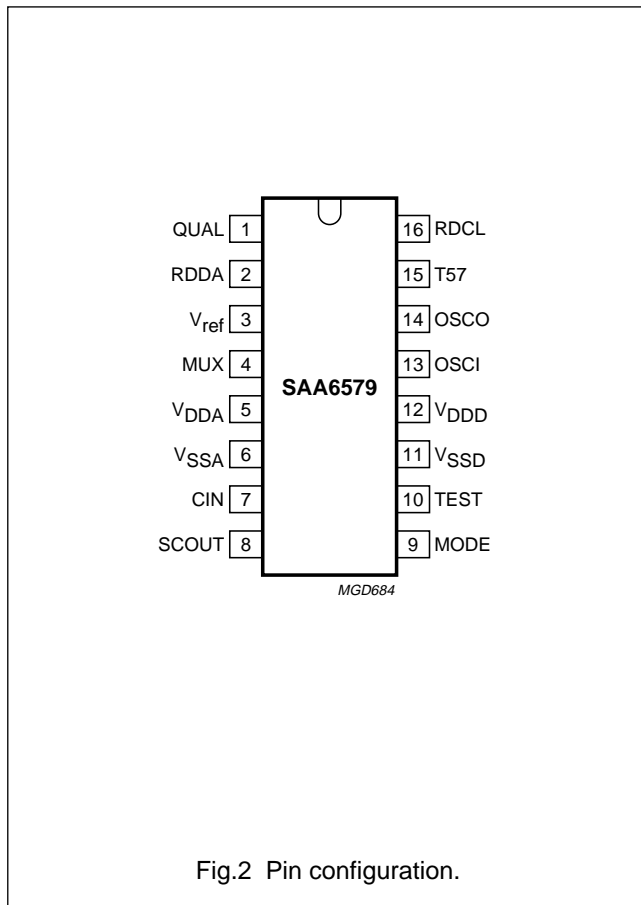 QUAL 1 16 RDCL
RDDA 2 15 T57
Vref 3 14 OSCO
MUX 4 13 OSCI
SAA6579
VDDA 5 12 VDDD
VSSA 6 11 VSSD
CIN 7 10 TEST
SCOUT 8 9 MODE
MGD684
Fig.2 Pin configuration.